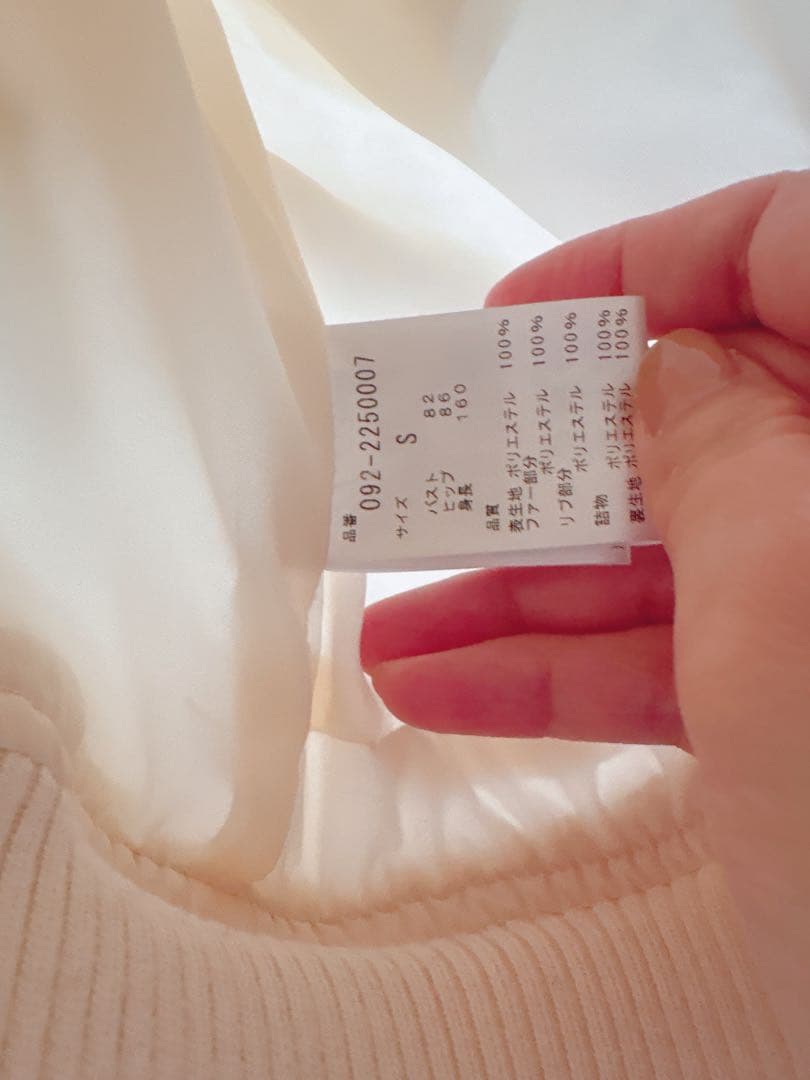 品番
092-2250007
サイズ S
バスト 82
ヒップ 86
身長 160
品質
表生地 ポリエステル 100%
ファー部分
ポリエステル 100%
リブ部分
ポリエステル 100%
詰物 ポリエステル 100%
裏生地 ポリエステル 100%